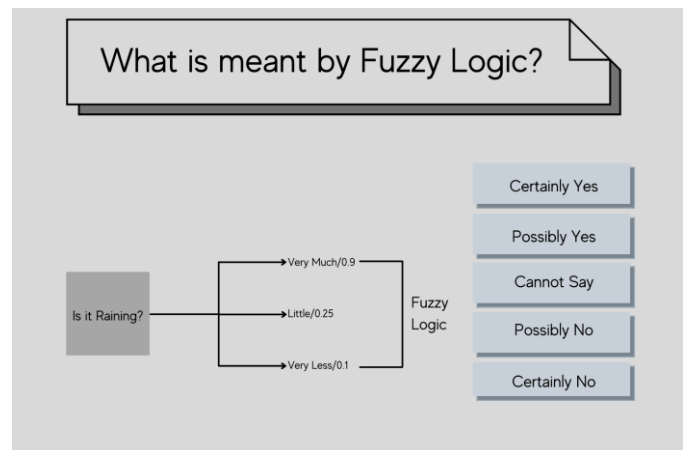 What is meant by Fuzzy Logic?
Is it Raining?
Very Much/0.9
Little/0.25
Very Less/0.1
Fuzzy
Logic
Certainly Yes
Possibly Yes
Cannot Say
Possibly No
Certainly No